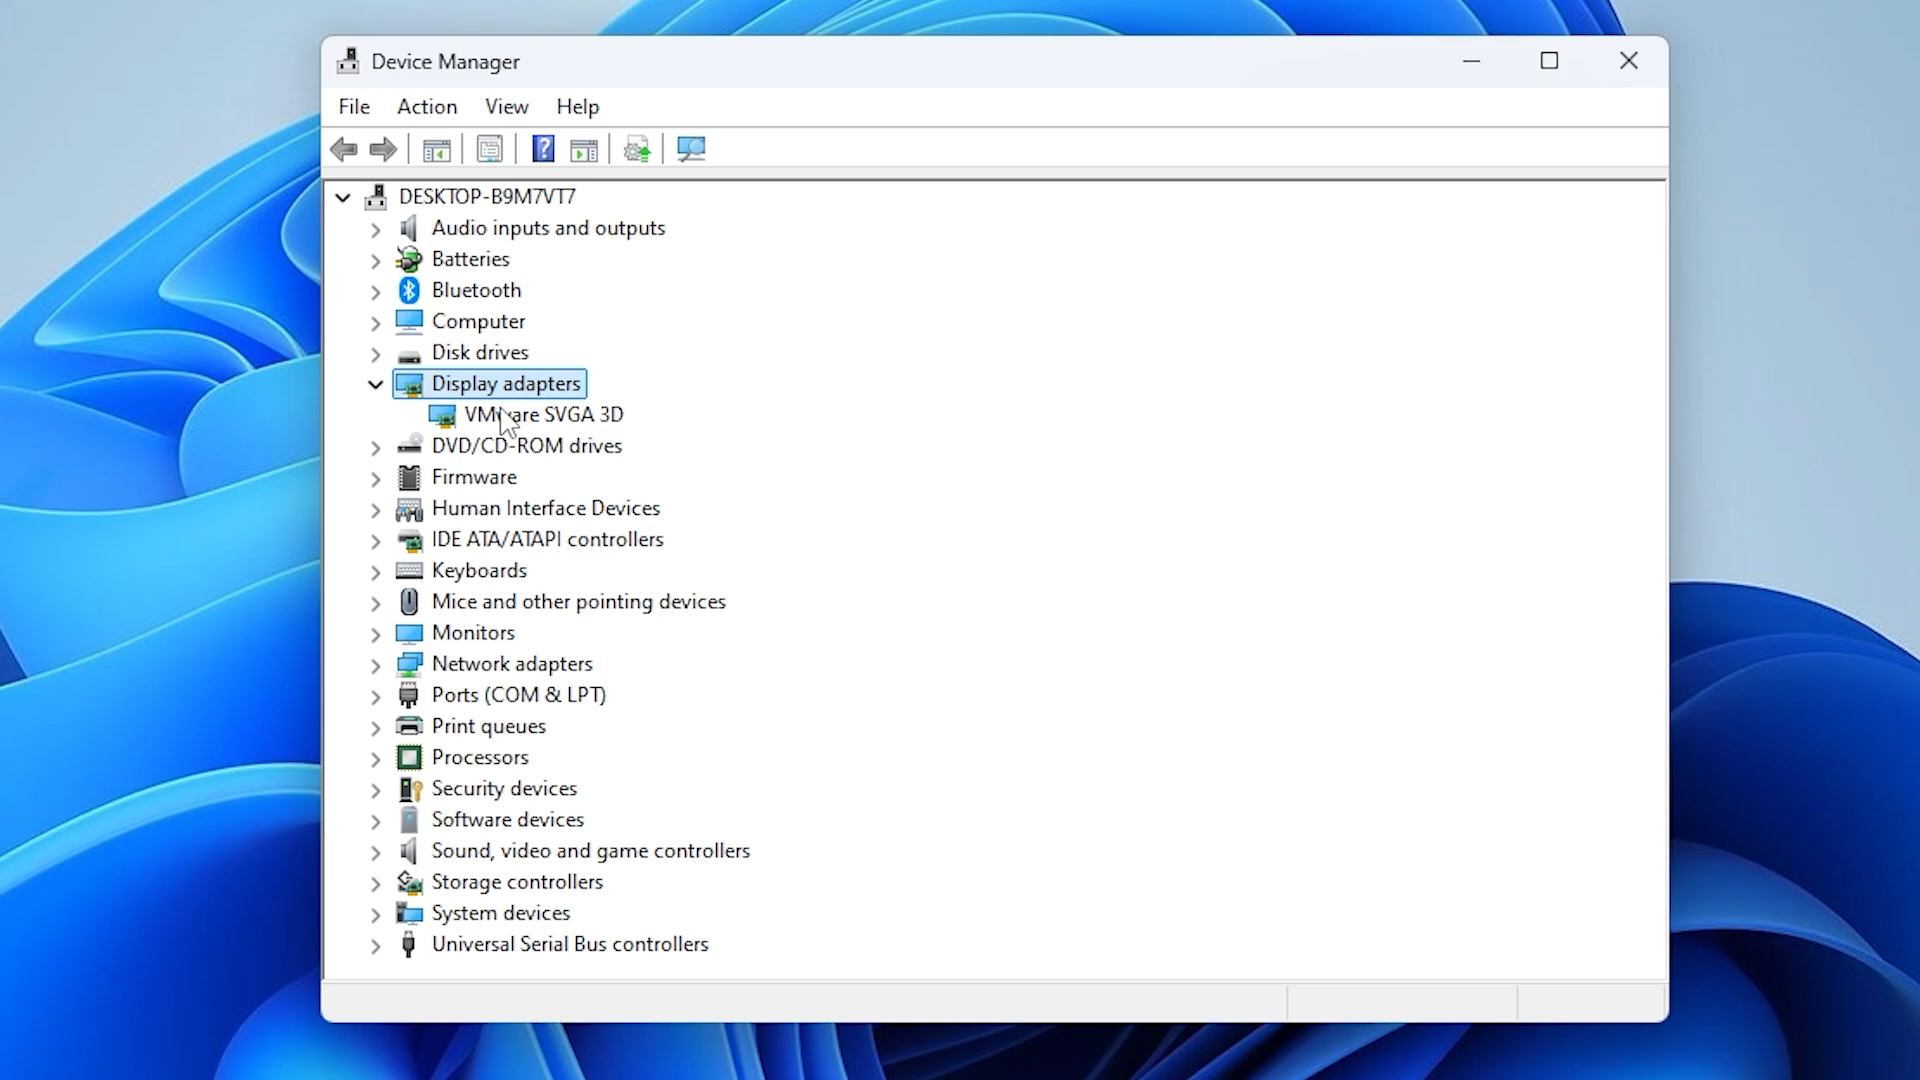 Device Manager
File Action View Help
DESKTOP-B9M7VT7
Audio inputs and outputs
Batteries
Bluetooth
Computer
Disk drives
Display adapters
VMware SVGA 3D
DVD/CD-ROM drives
Firmware
Human Interface Devices
IDE ATA/ATAPI controllers
Keyboards
Mice and other pointing devices
Monitors
Network adapters
Ports (COM & LPT)
Print queues
Processors
Security devices
Software devices
Sound, video and game controllers
Storage controllers
System devices
Universal Serial Bus controllers